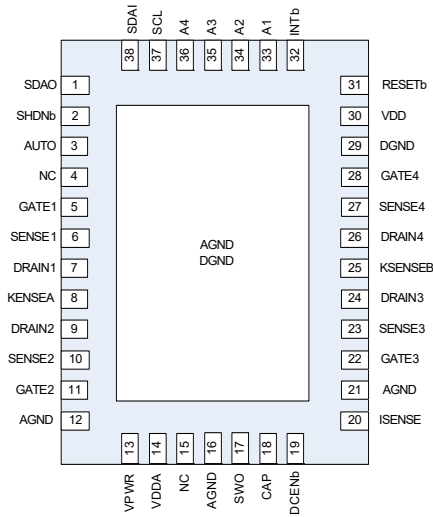 SDAI SCL A4 A3 A2 A1 INTb
38 37 36 35 34 33 32
SDAO 1
SHDNb 2
AUTO 3
NC 4
GATE1 5
SENSE1 6
DRAIN1 7
KENSEA 8
DRAIN2 9
SENSE2 10
GATE2 11
AGND 12
AGND
DGND
31 RESETb
30 VDD
29 DGND
28 GATE4
27 SENSE4
26 DRAIN4
25 KSENSEB
24 DRAIN3
23 SENSE3
22 GATE3
21 AGND
20 ISENSE
13 14 15 16 17 18 19
VPWR VDDA NC AGND SWO CAP DCENb